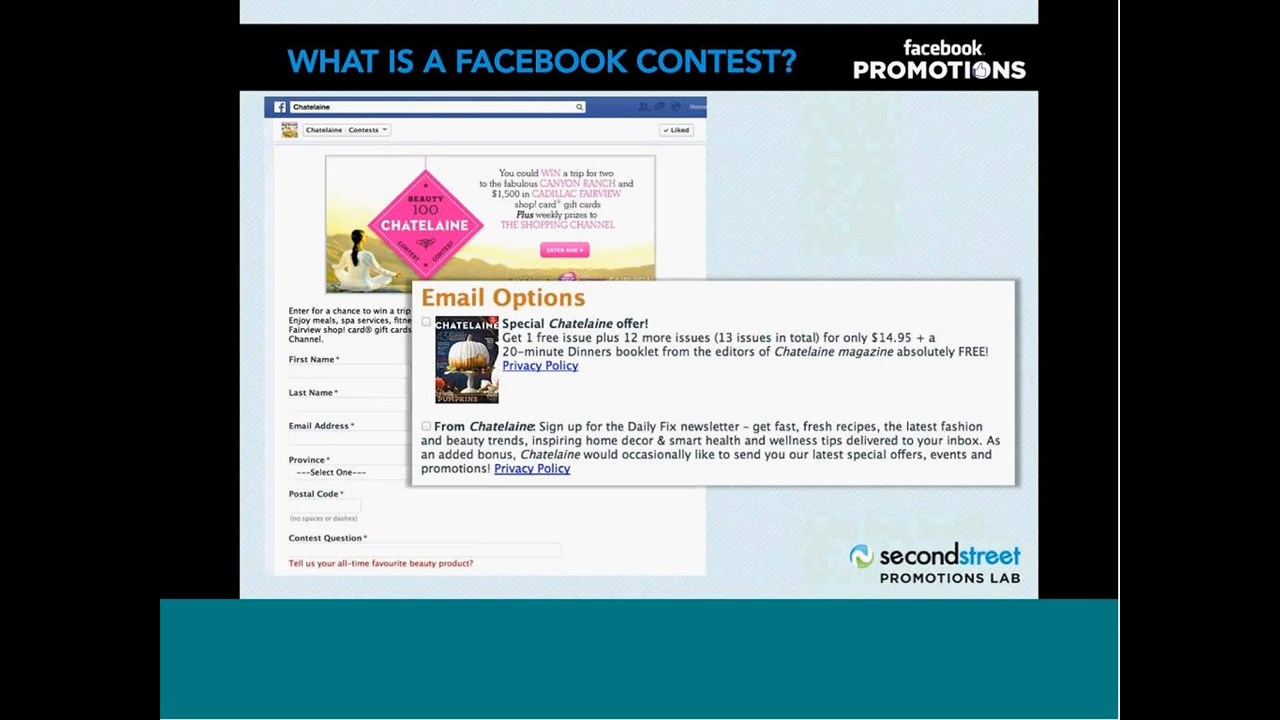 WHAT IS A FACEBOOK CONTEST?
facebook
PROMOTIONS
Chatelaine
Home
Chatelaine Contests
Liked
BEAUTY
100
CHATELAINE
CONTEST CONTEST
You could WIN a trip for two
to the fabulous CANYON RANCH and
$1,500 in CADILLAC FAIRVIEW
shop! card® gift cards
Plus weekly prizes to
THE SHOPPING CHANNEL
ENTER NOW
Enter for a chance to win a trip
Enjoy meals, spa services, fitne
Fairview shop! card® gift cards
Channel.
First Name *
Last Name *
Email Address *
Province *
---Select One---
Postal Code *
(no spaces or dashes)
Contest Question *
Tell us your all-time favourite beauty product?
Email Options
CHATELAINE
PUMPKINS
Special Chatelaine offer!
Get 1 free issue plus 12 more issues (13 issues in total) for only $14.95 + a
20-minute Dinners booklet from the editors of Chatelaine magazine absolutely FREE!
Privacy Policy
From Chatelaine: Sign up for the Daily Fix newsletter – get fast, fresh recipes, the latest fashion
and beauty trends, inspiring home decor & smart health and wellness tips delivered to your inbox. As
an added bonus, Chatelaine would occasionally like to send you our latest special offers, events and
promotions! Privacy Policy
secondstreet
PROMOTIONS LAB